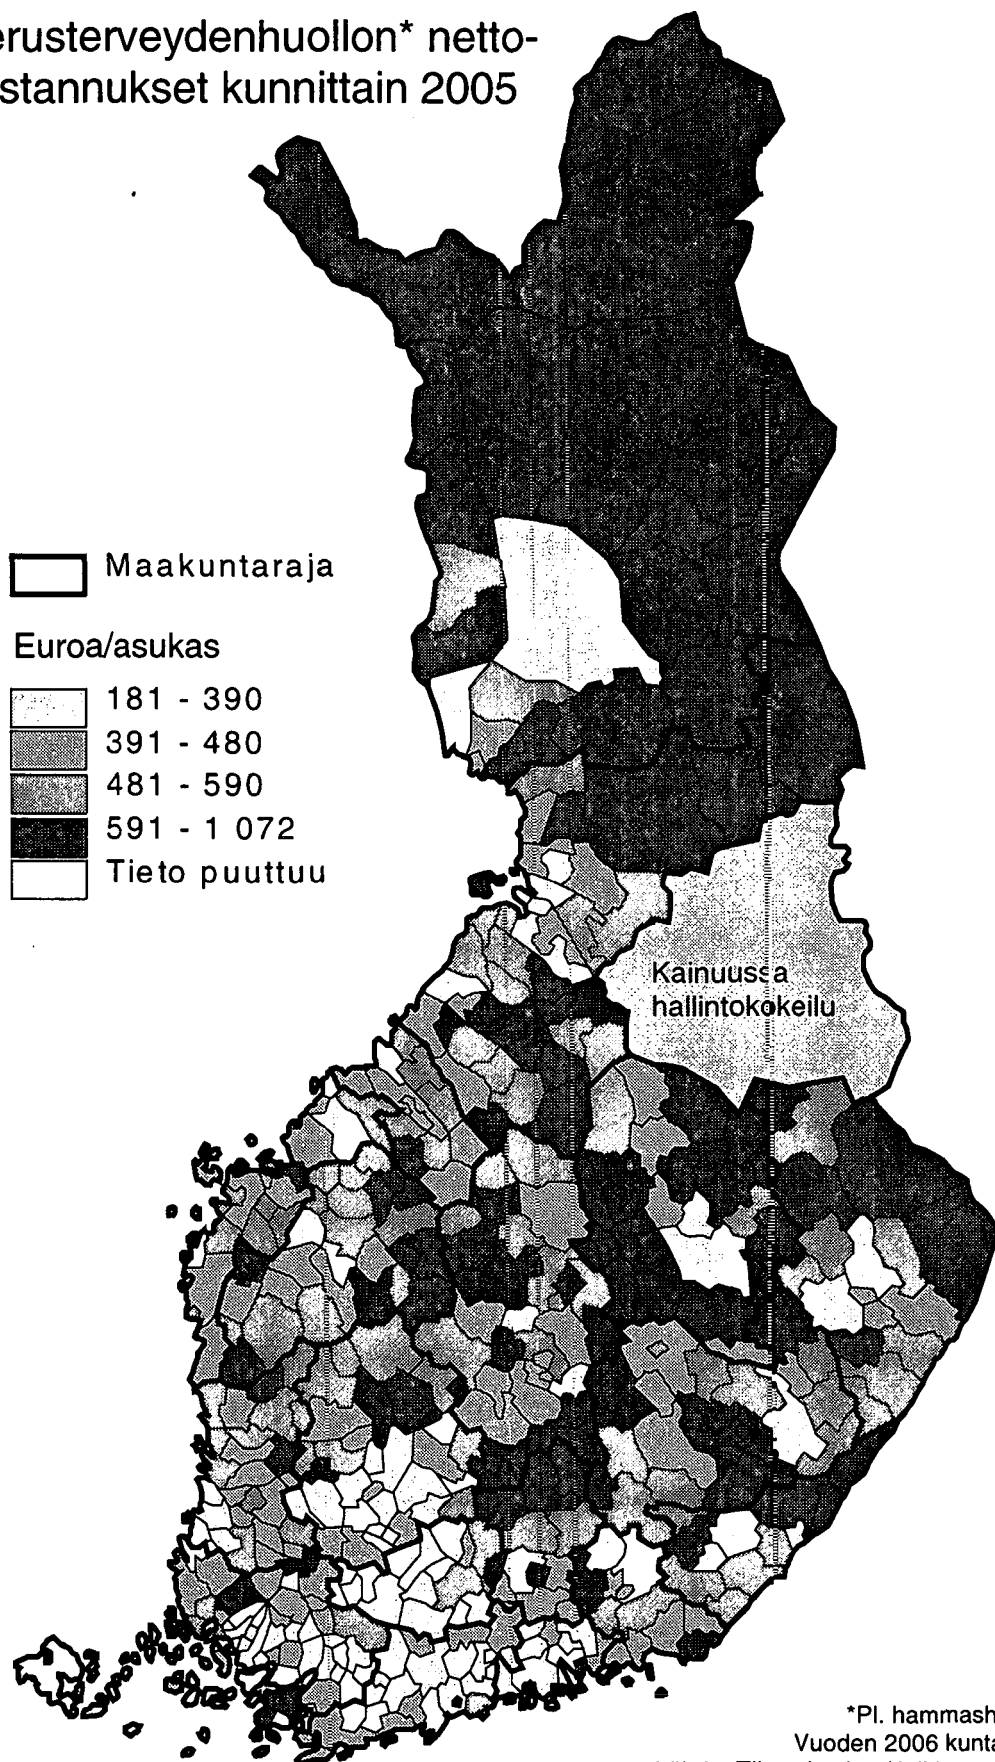 erusterveydenhuollon* netto-
stannukset kunnittain 2005
Maakuntaraja
Euroa/asukas
181 - 390
391 - 480
481 - 590
591 - 1 072
Tieto puuttuu
Kainuussa
hallintokokeilu
*Pl. hammash
Vuoden 2006 kunta